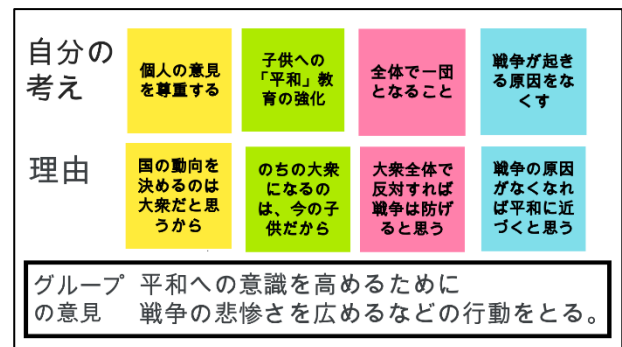 自分の
考え
個人の意見
を尊重する
子供への
「平和」教
育の強化
全体で一団
となること
戦争が起き
る原因をな
くす
理由
国の動向を
決めるのは
大衆だと思
うから
のちの大衆
になるの
は、今の子
供だから
大衆全体で
反対すれば
戦争は防げ
ると思う
戦争の原因
がなくなれ
ば平和に近
づくと思う
グループ
の意見
平和への意識を高めるために
戦争の悲惨さを広めるなどの行動をとる。